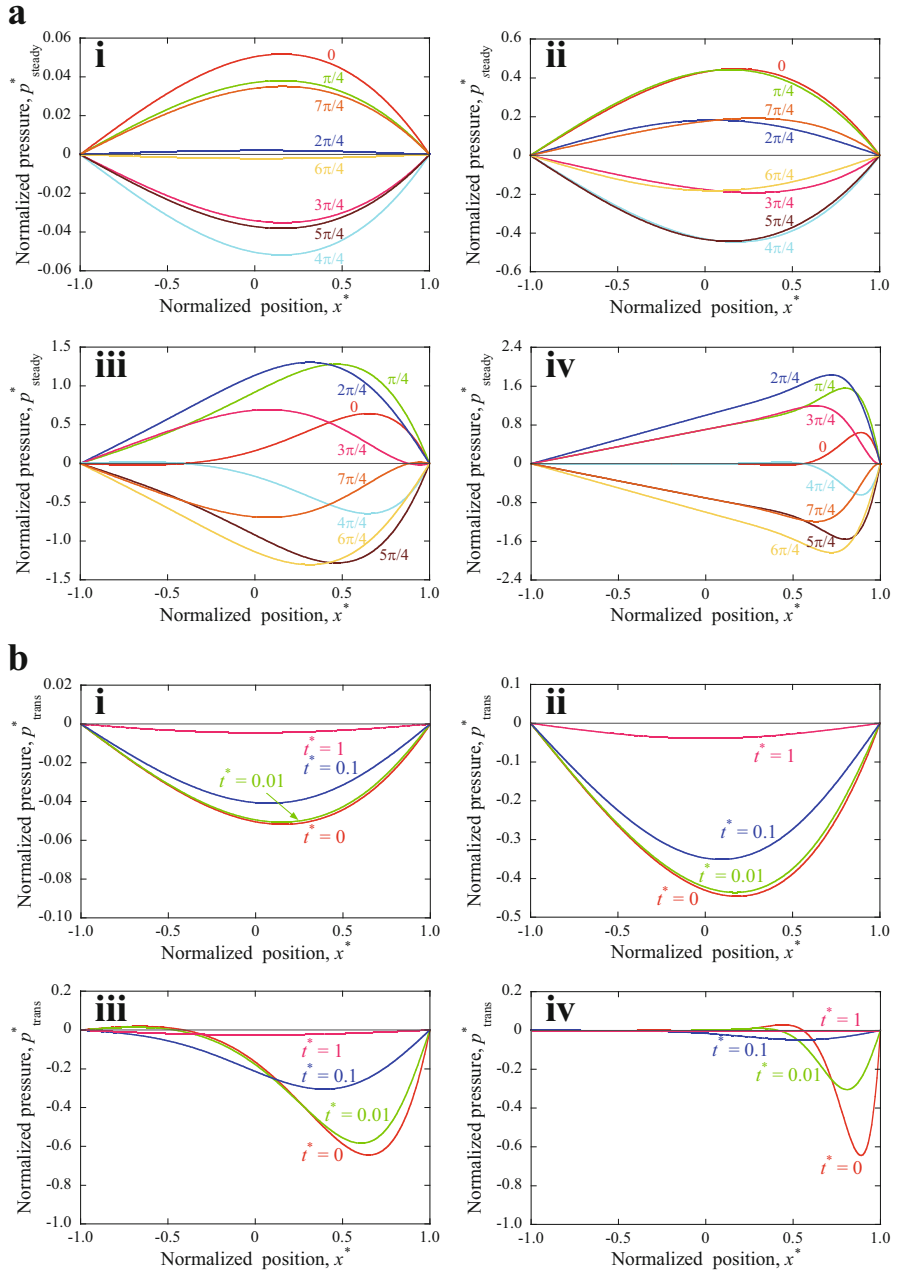 a
i
Normalized pressure, p*steady
0.06
0.04
0.02
0
-0.02
-0.04
-0.06
0
π/4
7π/4
2π/4
6π/4
3π/4
5π/4
4π/4
-1.0 -0.5 0 0.5 1.0
Normalized position, x*
ii
Normalized pressure, p*steady
0.6
0.4
0.2
0
-0.2
-0.4
-0.6
0
π/4
7π/4
2π/4
6π/4
3π/4
5π/4
4π/4
-1.0 -0.5 0 0.5 1.0
Normalized position, x*
iii
Normalized pressure, p*steady
1.5
1.0
0.5
0
-0.5
-1.0
-1.5
2π/4
π/4
0
3π/4
7π/4
4π/4
6π/4
5π/4
-1.0 -0.5 0 0.5 1.0
Normalized position, x*
iv
Normalized pressure, p*steady
2.4
1.6
0.8
0
-0.8
-1.6
-2.4
2π/4
π/4
3π/4
0
4π/4
7π/4
5π/4
6π/4
-1.0 -0.5 0 0.5 1.0
Normalized position, x*
b
i
Normalized pressure, p*trans
0.02
0
-0.02
-0.04
-0.06
-0.08
-0.10
t* = 1
t* = 0.1
t* = 0.01
t* = 0
-1.0 -0.5 0 0.5 1.0
Normalized position, x*
ii
Normalized pressure, p*trans
0.1
0
-0.1
-0.2
-0.3
-0.4
-0.5
t* = 1
t* = 0.1
t* = 0.01
t* = 0
-1.0 -0.5 0 0.5 1.0
Normalized position, x*
iii
Normalized pressure, p*trans
0.2
0
-0.2
-0.4
-0.6
-0.8
-1.0
t* = 1
t* = 0.1
t* = 0.01
t* = 0
-1.0 -0.5 0 0.5 1.0
Normalized position, x*
iv
Normalized pressure, p*trans
0.2
0
-0.2
-0.4
-0.6
-0.8
-1.0
t* = 1
t* = 0.1
t* = 0.01
t* = 0
-1.0 -0.5 0 0.5 1.0
Normalized position, x*